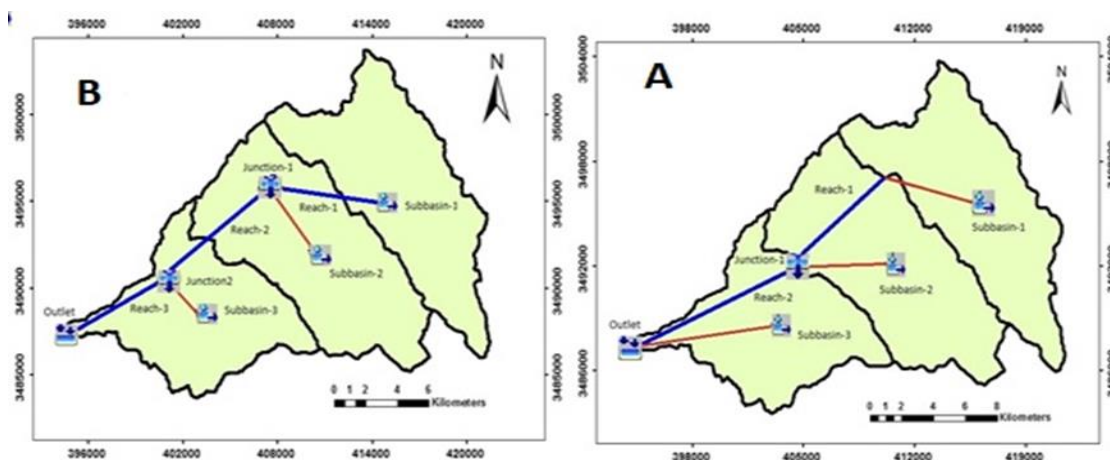 396000 402000 408000 414000 420000
B
N
3500000
3495000
3490000
3485000
Junction-1
Reach-1
Subbasin-1
Reach-2
Subbasin-2
Junction2
Reach-3
Subbasin-3
Outlet
0 1 2 4 6
Kilometers
396000 402000 408000 414000 420000
398000 405000 412000 419000
A
N
3504000
3498000
3492000
3486000
Reach-1
Subbasin-1
Junction-1
Subbasin-2
Reach-2
Outlet
Subbasin-3
0 1 2 4 6 8
Kilometers
398000 405000 412000 419000